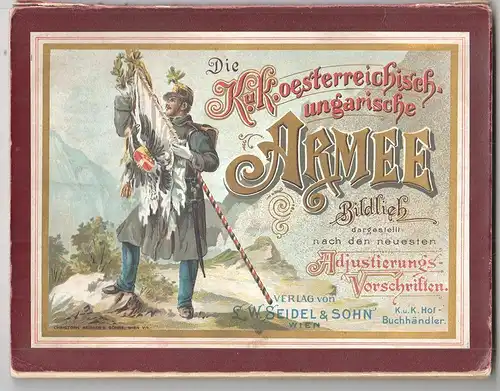 Die
K.u.K. oesterreichisch-
ungarische
ARMEE
Bildlich
dargestellt
nach den neuesten
Adjustierungs-
Vorschriften.
VERLAG von
L.W. SEIDEL & SOHN
WIEN
K.u.K. Hof-
Buchhändler.